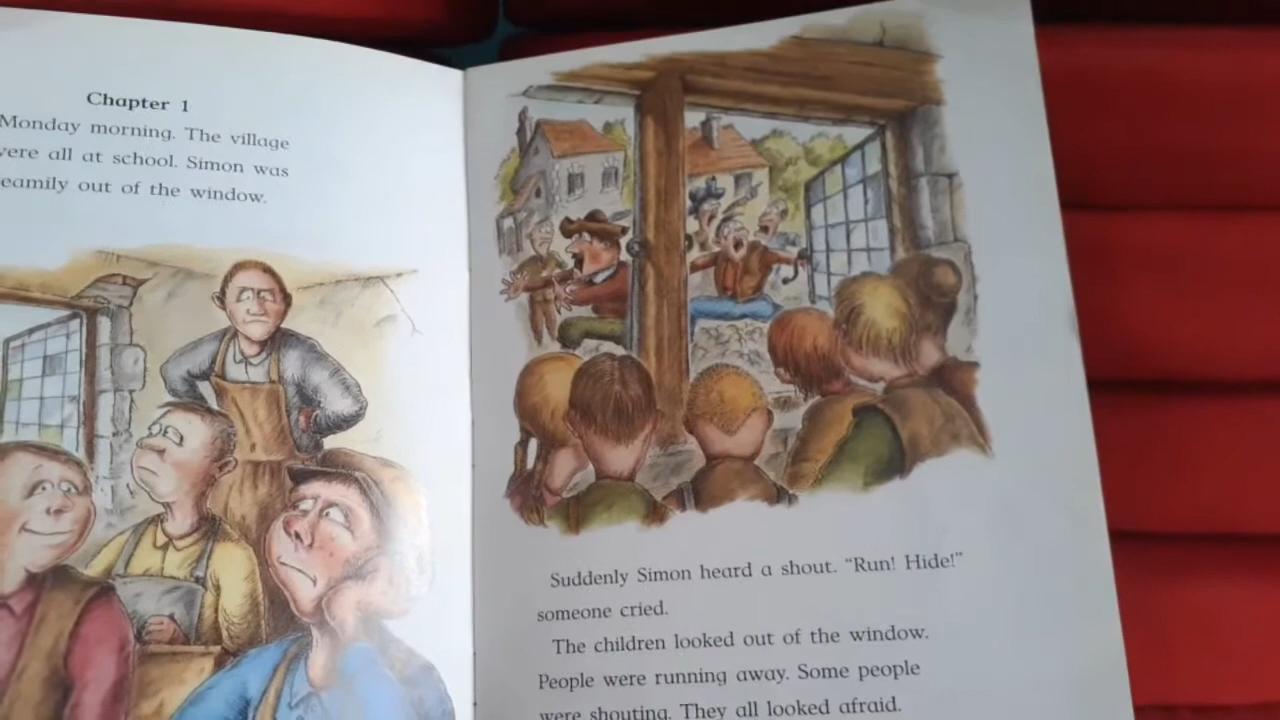 Chapter 1
Monday morning. The village
were all at school. Simon was
out of the window.
Suddenly Simon heard a shout. “Run! Hide!”
someone cried.
The children looked out of the window.
People were running away. Some people
were shouting. They all looked afraid.